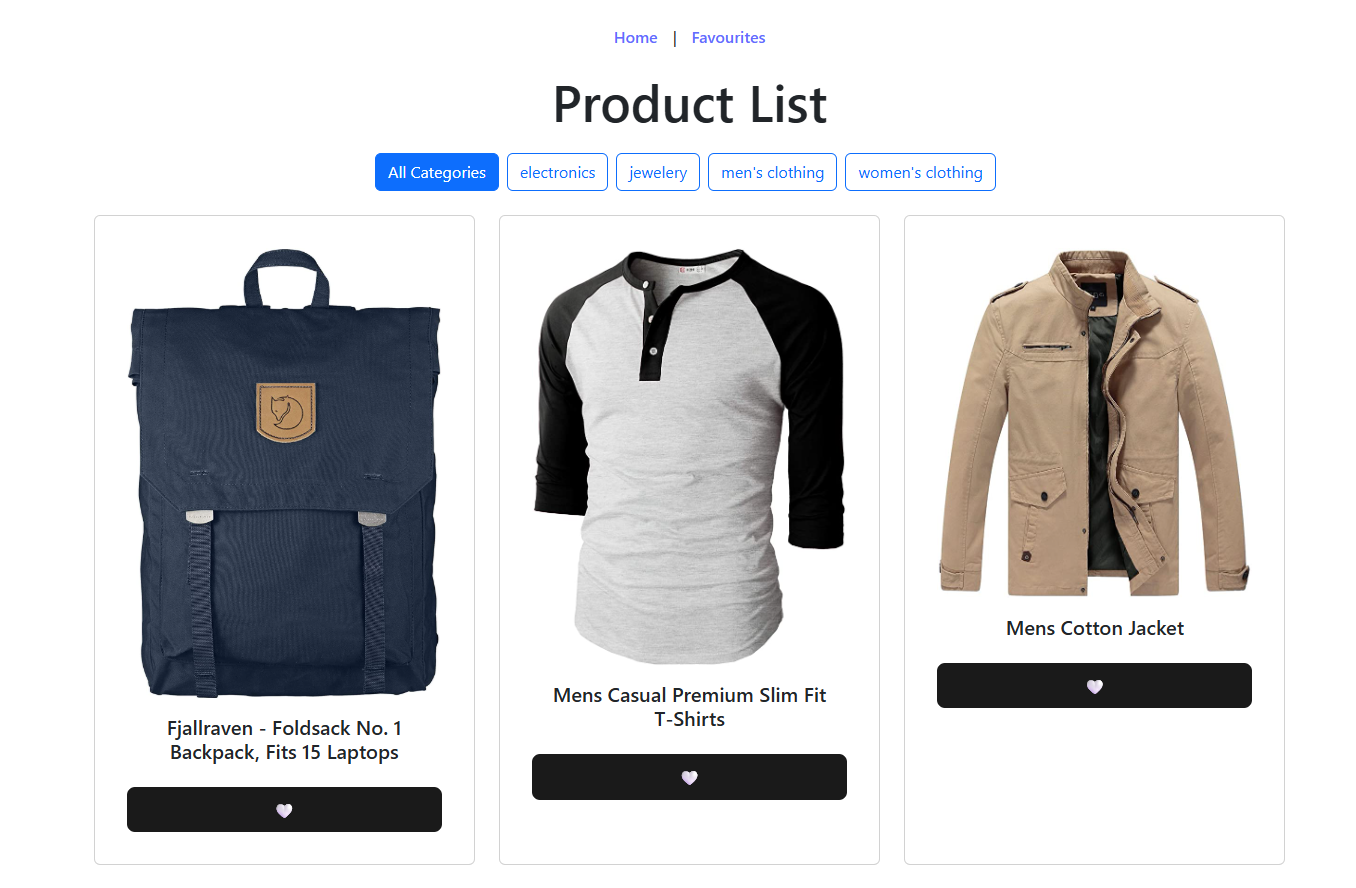 Home | Favourites
Product List
All Categories electronics jewelery men's clothing women's clothing
Fjallraven - Foldsack No. 1
Backpack, Fits 15 Laptops
Mens Casual Premium Slim Fit
T-Shirts
Mens Cotton Jacket